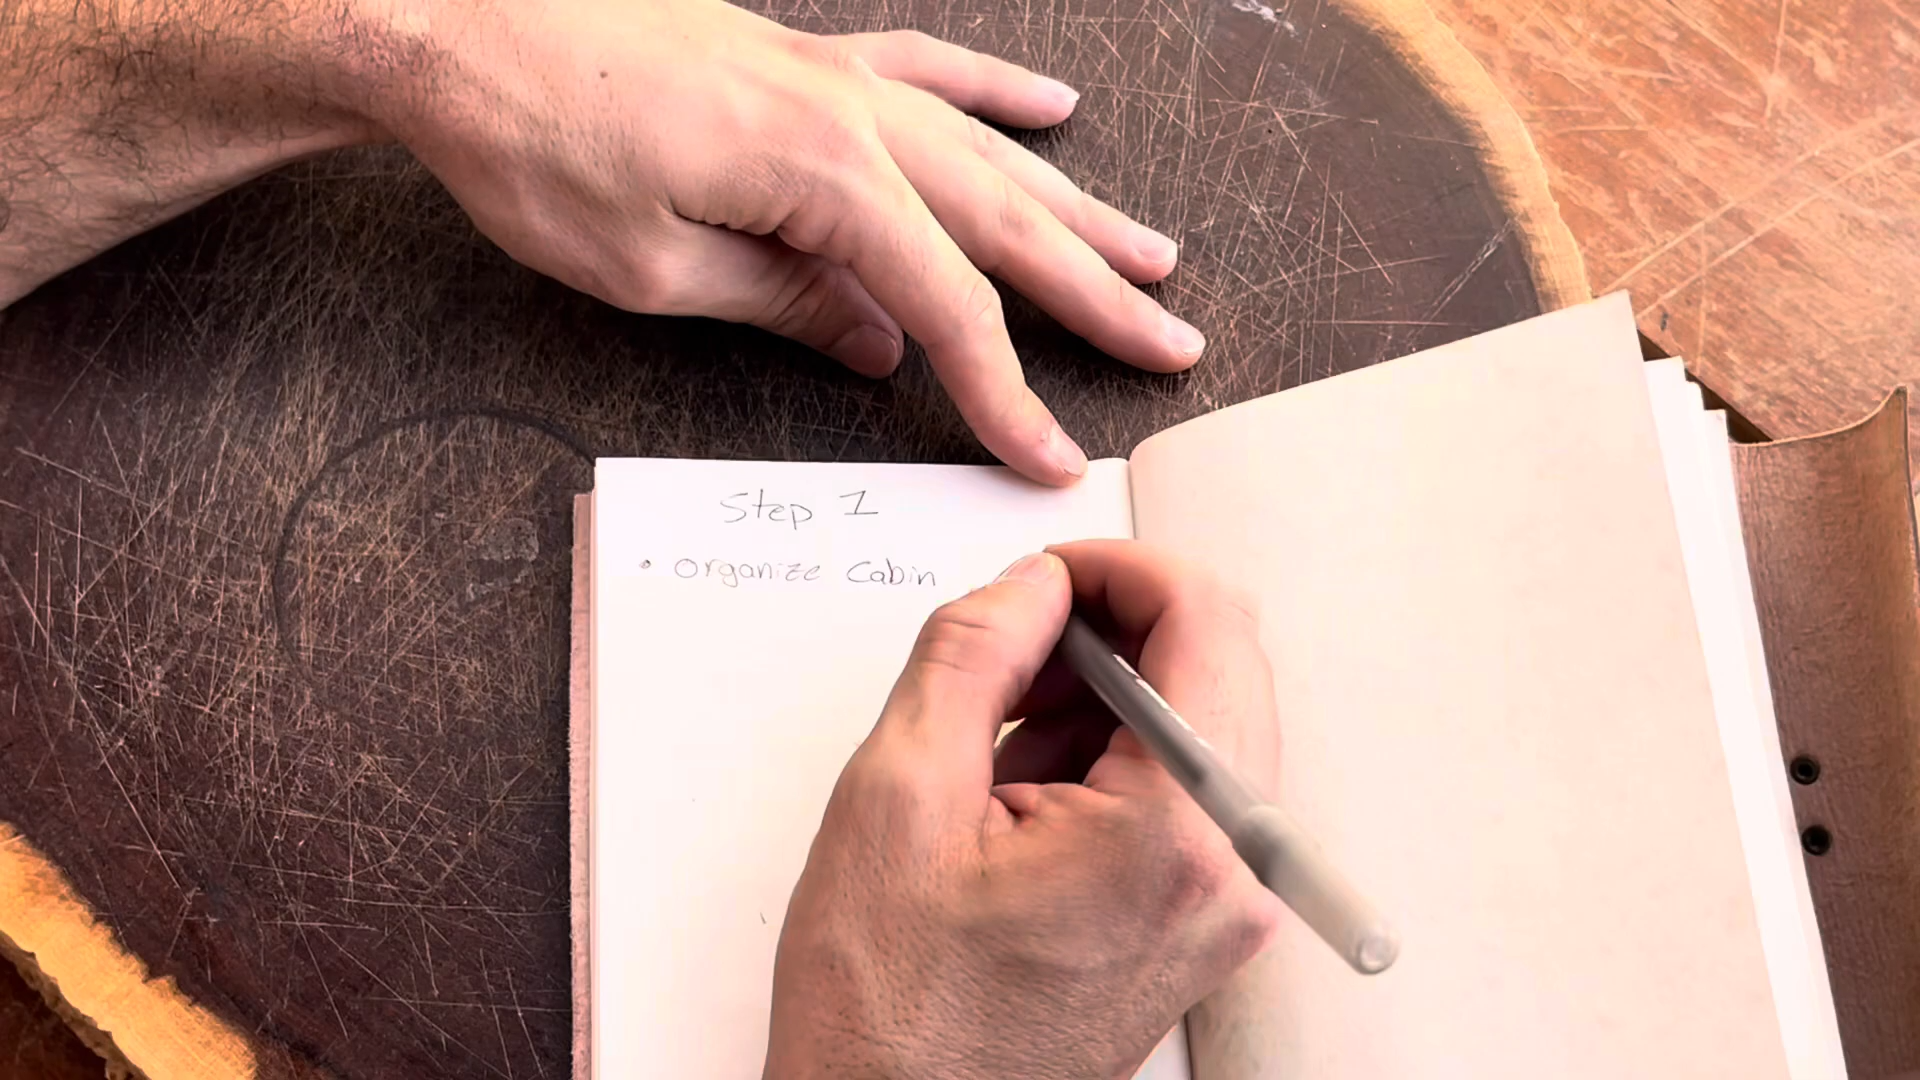 Step 1
• organize Cabin